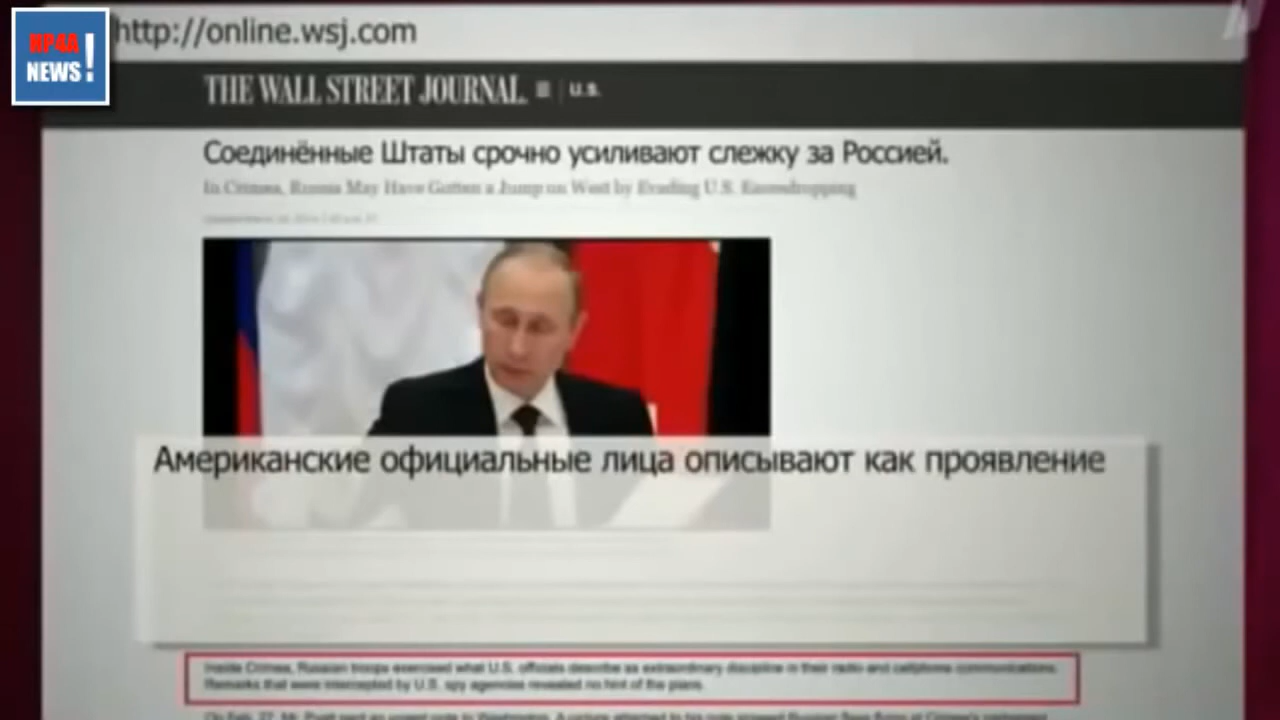 HP4A
NEWS!
http://online.wsj.com
THE WALL STREET JOURNAL. U.S.
Соединённые Штаты срочно усиливают слежку за Россией.
In Crimea, Russia May Have Gotten a Jump on West by Evading U.S. Eavesdropping
Американские официальные лица описывают как проявление
Inside Crimea, Russian troops exercised what U.S. officials describe as extraordinary discipline in their radio and cellphone communications.
Remarks that were intercepted by U.S. spy agencies revealed no hint of the plans.